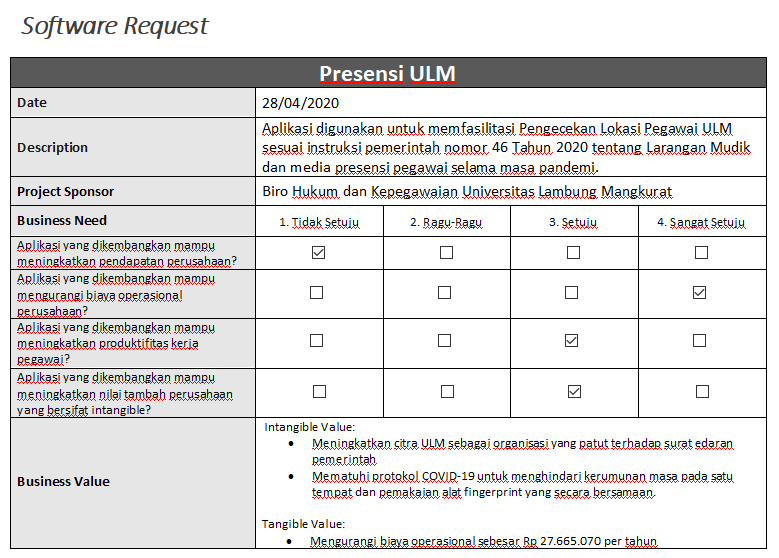 Software Request
Presensi ULM
Date
28/04/2020
Description
Aplikasi digunakan untuk memfasilitasi Pengecekan Lokasi Pegawai ULM
sesuai instruksi pemerintah nomor 46 Tahun 2020 tentang Larangan Mudik
dan media presensi pegawai selama masa pandemi.
Project Sponsor
Biro Hukum dan Kepegawaian Universitas Lambung Mangkurat
Business Need
1. Tidak Setuju
2. Ragu-Ragu
3. Setuju
4. Sangat Setuju
Aplikasi yang dikembangkan mampu
meningkatkan pendapatan perusahaan?
Aplikasi yang dikembangkan mampu
mengurangi biaya operasional
perusahaan?
Aplikasi yang dikembangkan mampu
meningkatkan produktifitas kerja
pegawai?
Aplikasi yang dikembangkan mampu
meningkatkan nilai tambah perusahaan
yang bersifat intangible?
Business Value
Intangible Value:
• Meningkatkan citra ULM sebagai organisasi yang patut terhadap surat edaran
pemerintah
• Mematuhi protokol COVID-19 untuk menghindari kerumunan masa pada satu
tempat dan pemakaian alat fingerprint yang secara bersamaan.
Tangible Value:
• Mengurangi biaya operasional sebesar Rp 27.665.070 per tahun